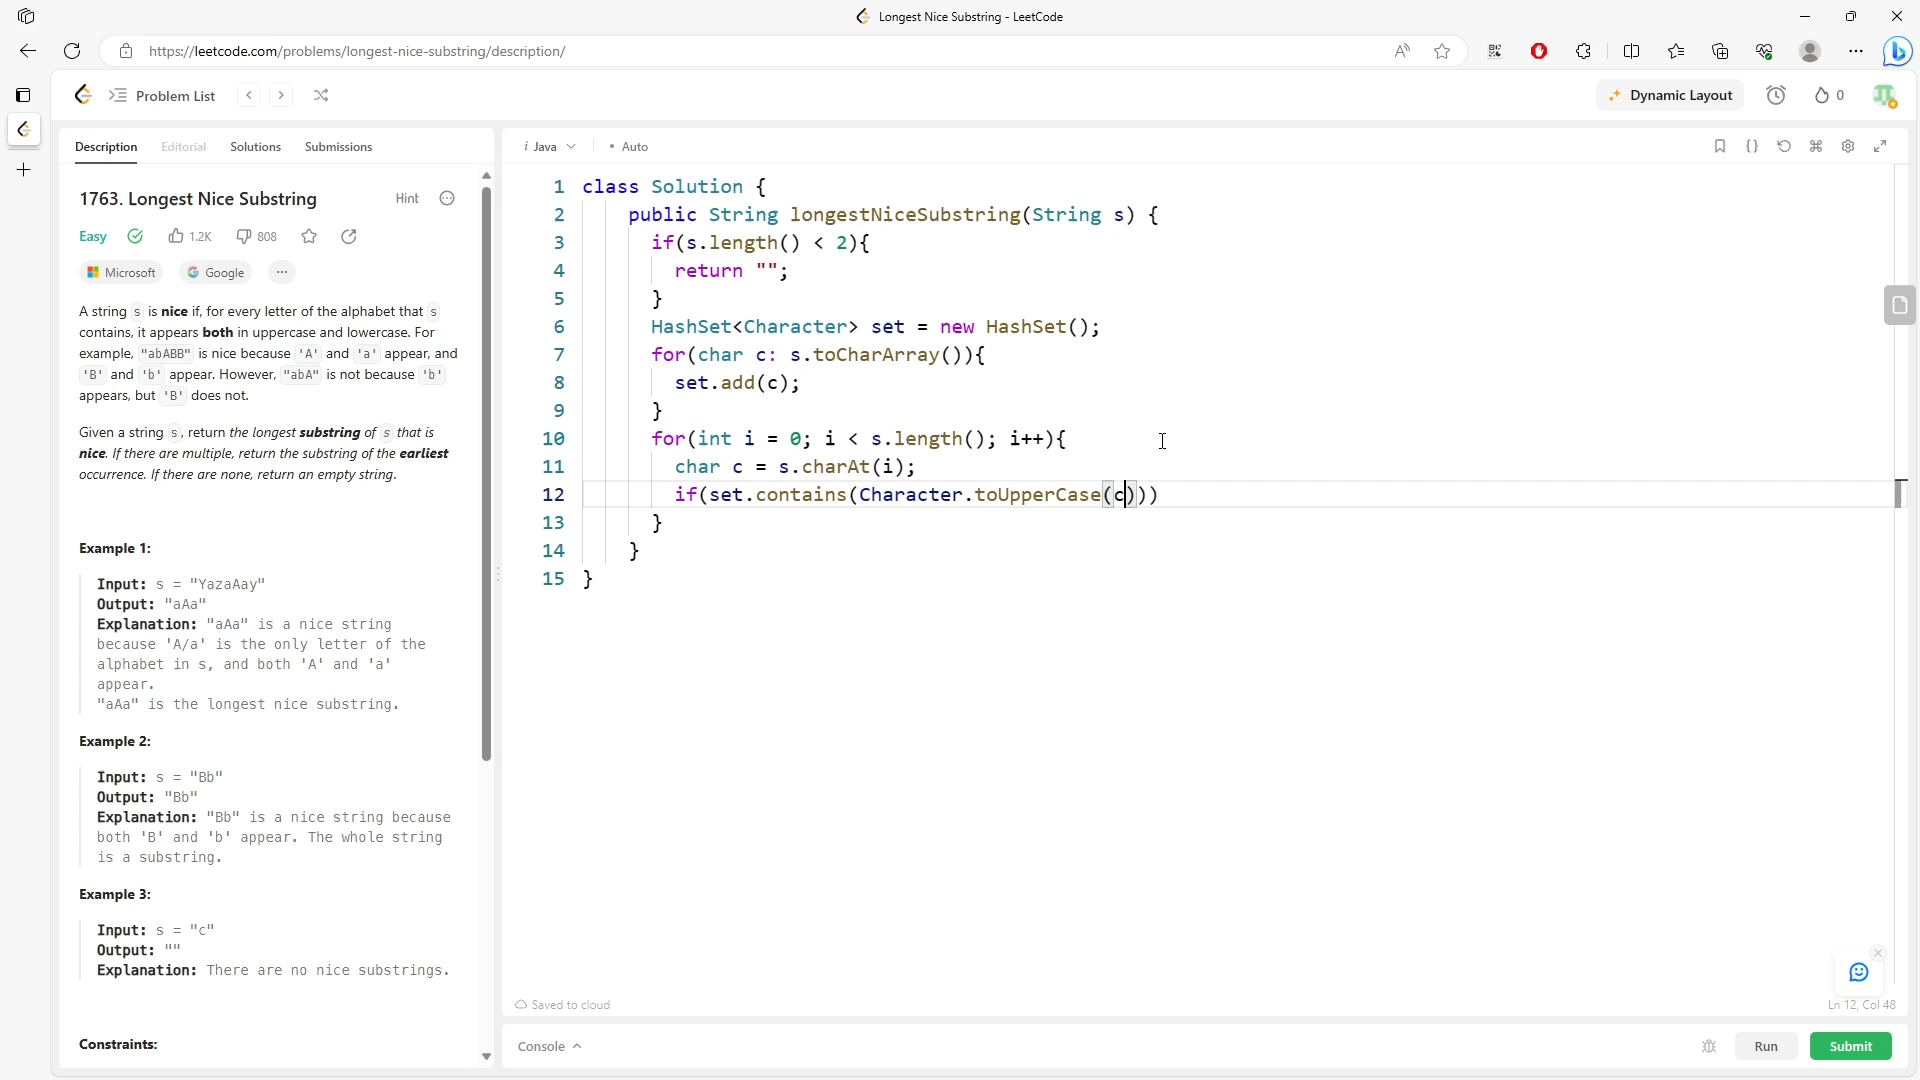 Longest Nice Substring - LeetCode
https://leetcode.com/problems/longest-nice-substring/description/
Problem List
Dynamic Layout
0
Description
Editorial
Solutions
Submissions
1763. Longest Nice Substring
Hint
Easy
1.2K
808
Microsoft
Google
A string s is nice if, for every letter of the alphabet that s
contains, it appears both in uppercase and lowercase. For
example, "abABB" is nice because 'A' and 'a' appear, and
'B' and 'b' appear. However, "abA" is not because 'b'
appears, but 'B' does not.
Given a string s, return the longest substring of s that is
nice. If there are multiple, return the substring of the earliest
occurrence. If there are none, return an empty string.
Example 1:
Input: s = "YazaAay"
Output: "aAa"
Explanation: "aAa" is a nice string
because 'A/a' is the only letter of the
alphabet in s, and both 'A' and 'a'
appear.
"aAa" is the longest nice substring.
Example 2:
Input: s = "Bb"
Output: "Bb"
Explanation: "Bb" is a nice string because
both 'B' and 'b' appear. The whole string
is a substring.
Example 3:
Input: s = "c"
Output: ""
Explanation: There are no nice substrings.
Constraints:
i Java
• Auto
1 class Solution {
2 public String longestNiceSubstring(String s) {
3 if(s.length() < 2){
4 return "";
5 }
6 HashSet<Character> set = new HashSet();
7 for(char c: s.toCharArray()){
8 set.add(c);
9 }
10 for(int i = 0; i < s.length(); i++){
11 char c = s.charAt(i);
12 if(set.contains(Character.toUpperCase(c)))
13 }
14 }
15 }
Saved to cloud
Ln 12, Col 48
Console
Run
Submit